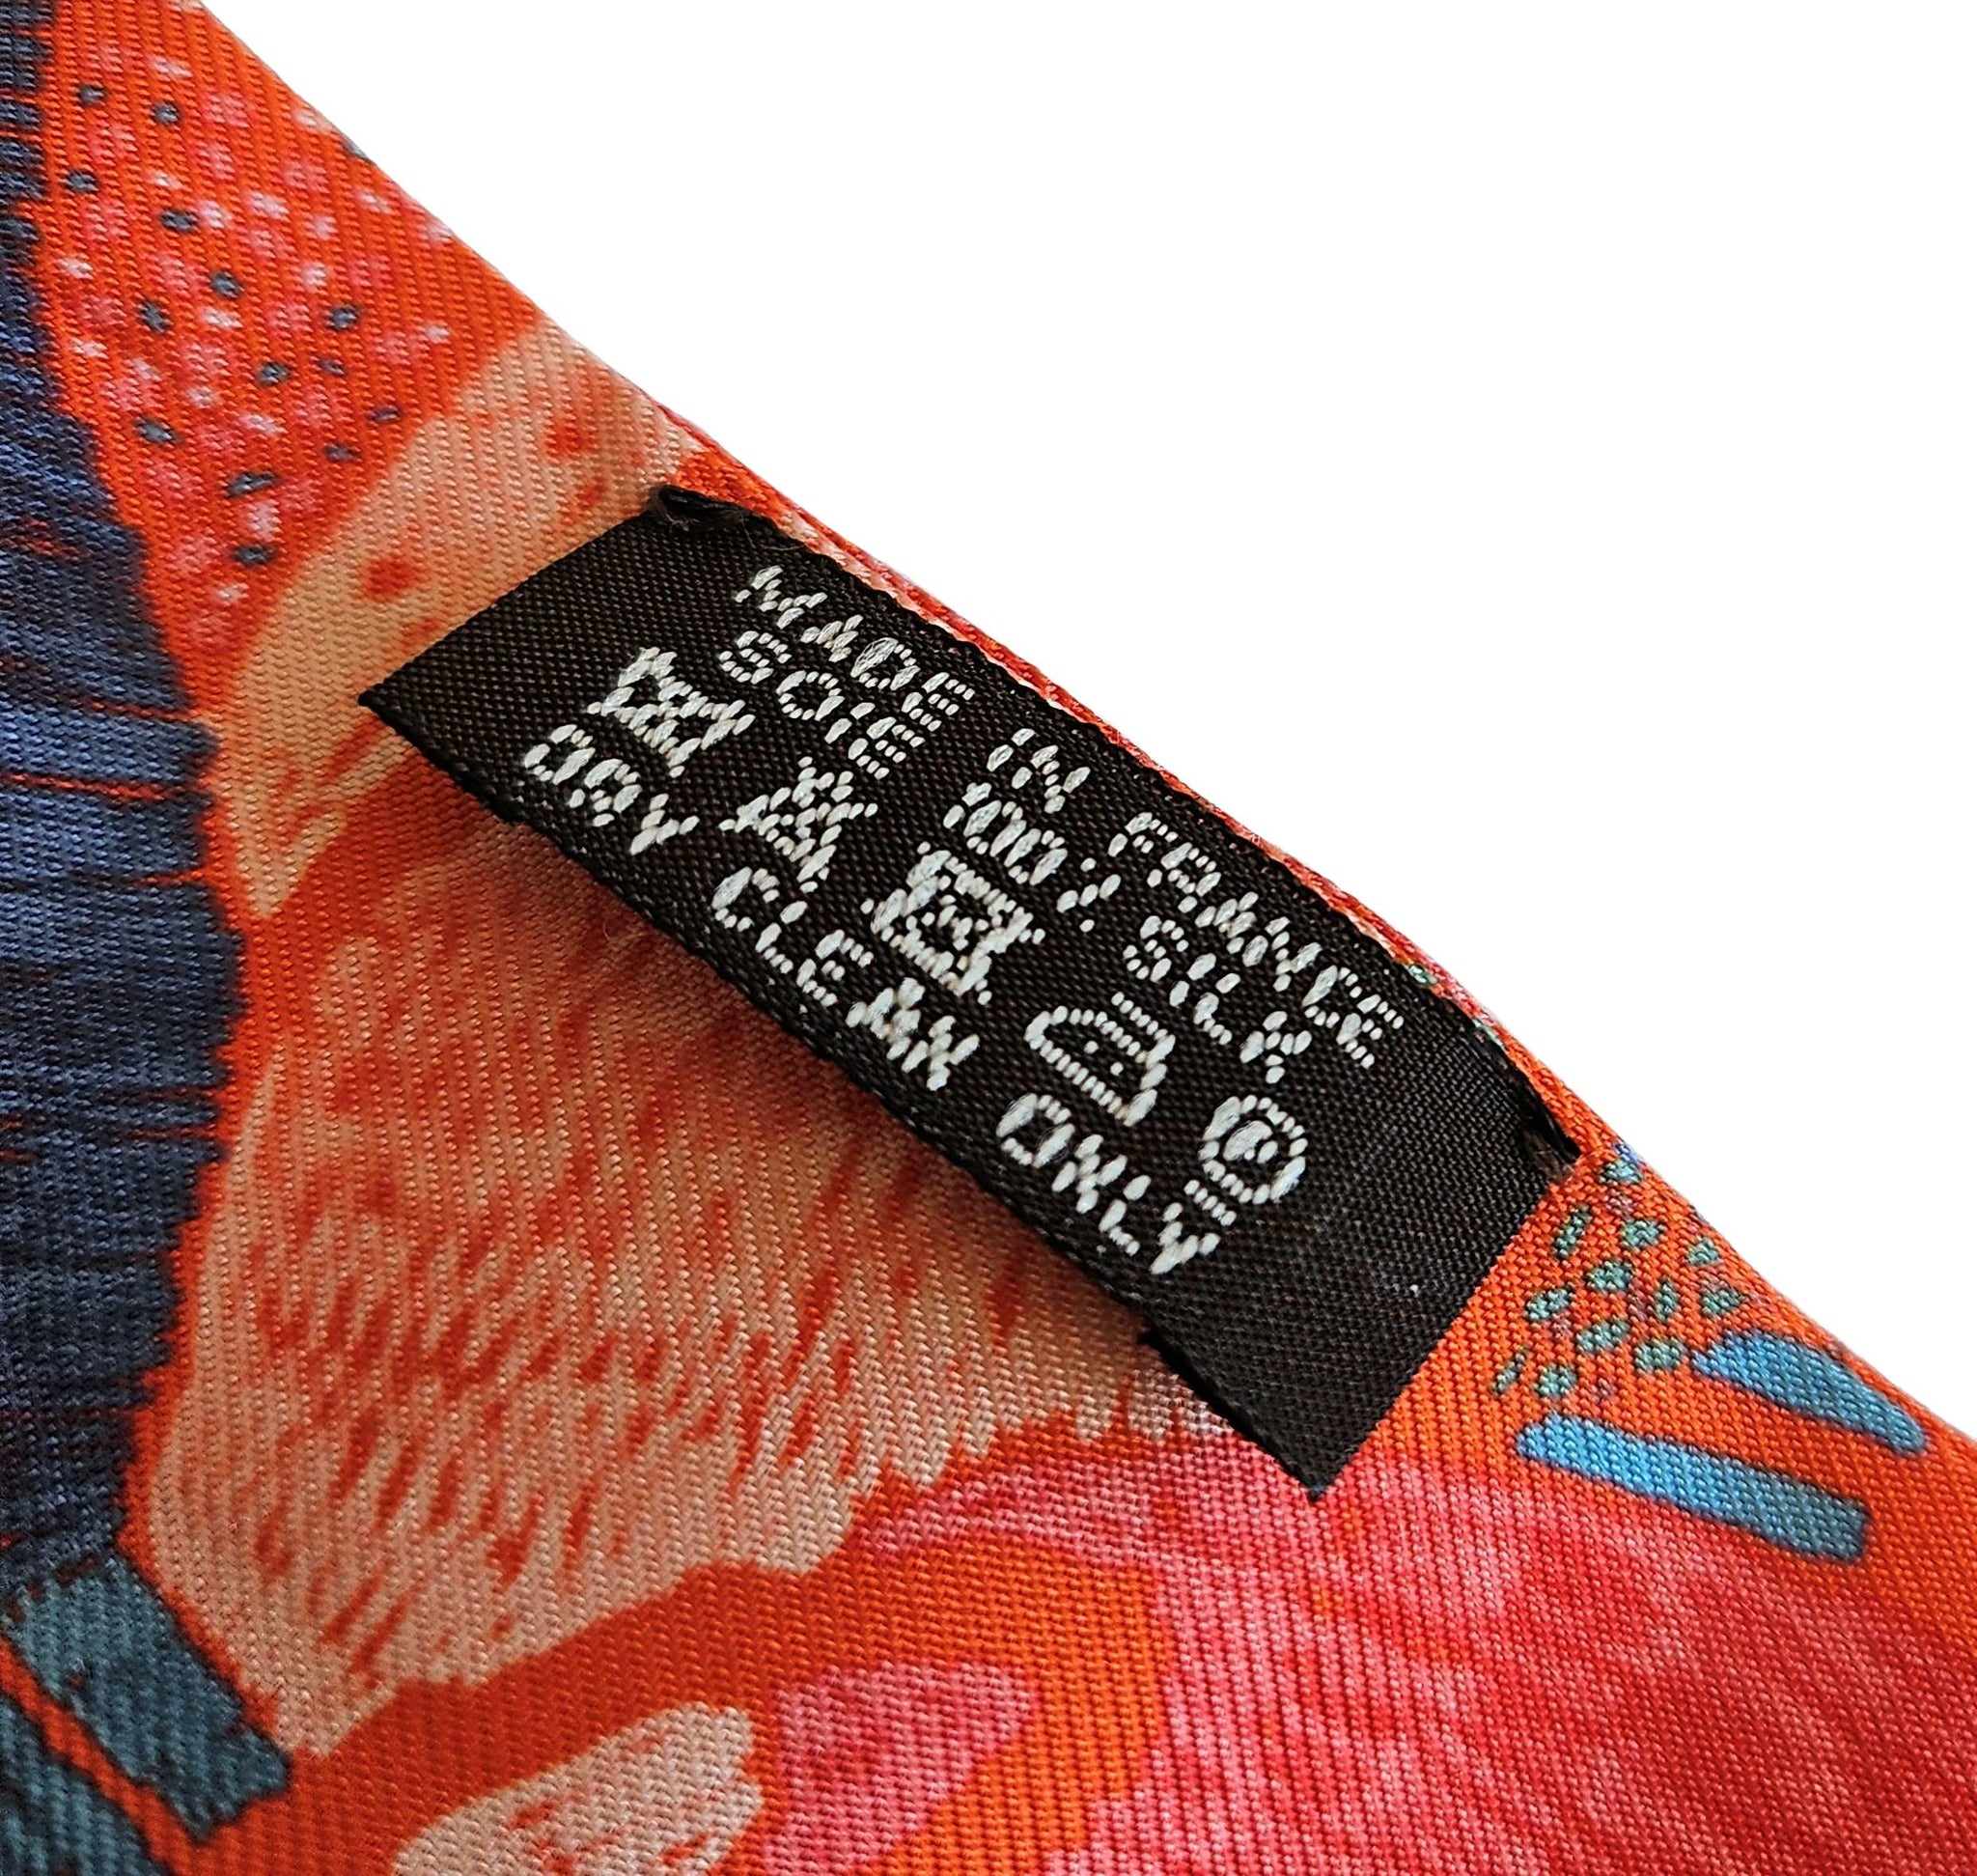 MADE IN FRANCE
SOIE 100% SILK
P
DRY CLEAN ONLY